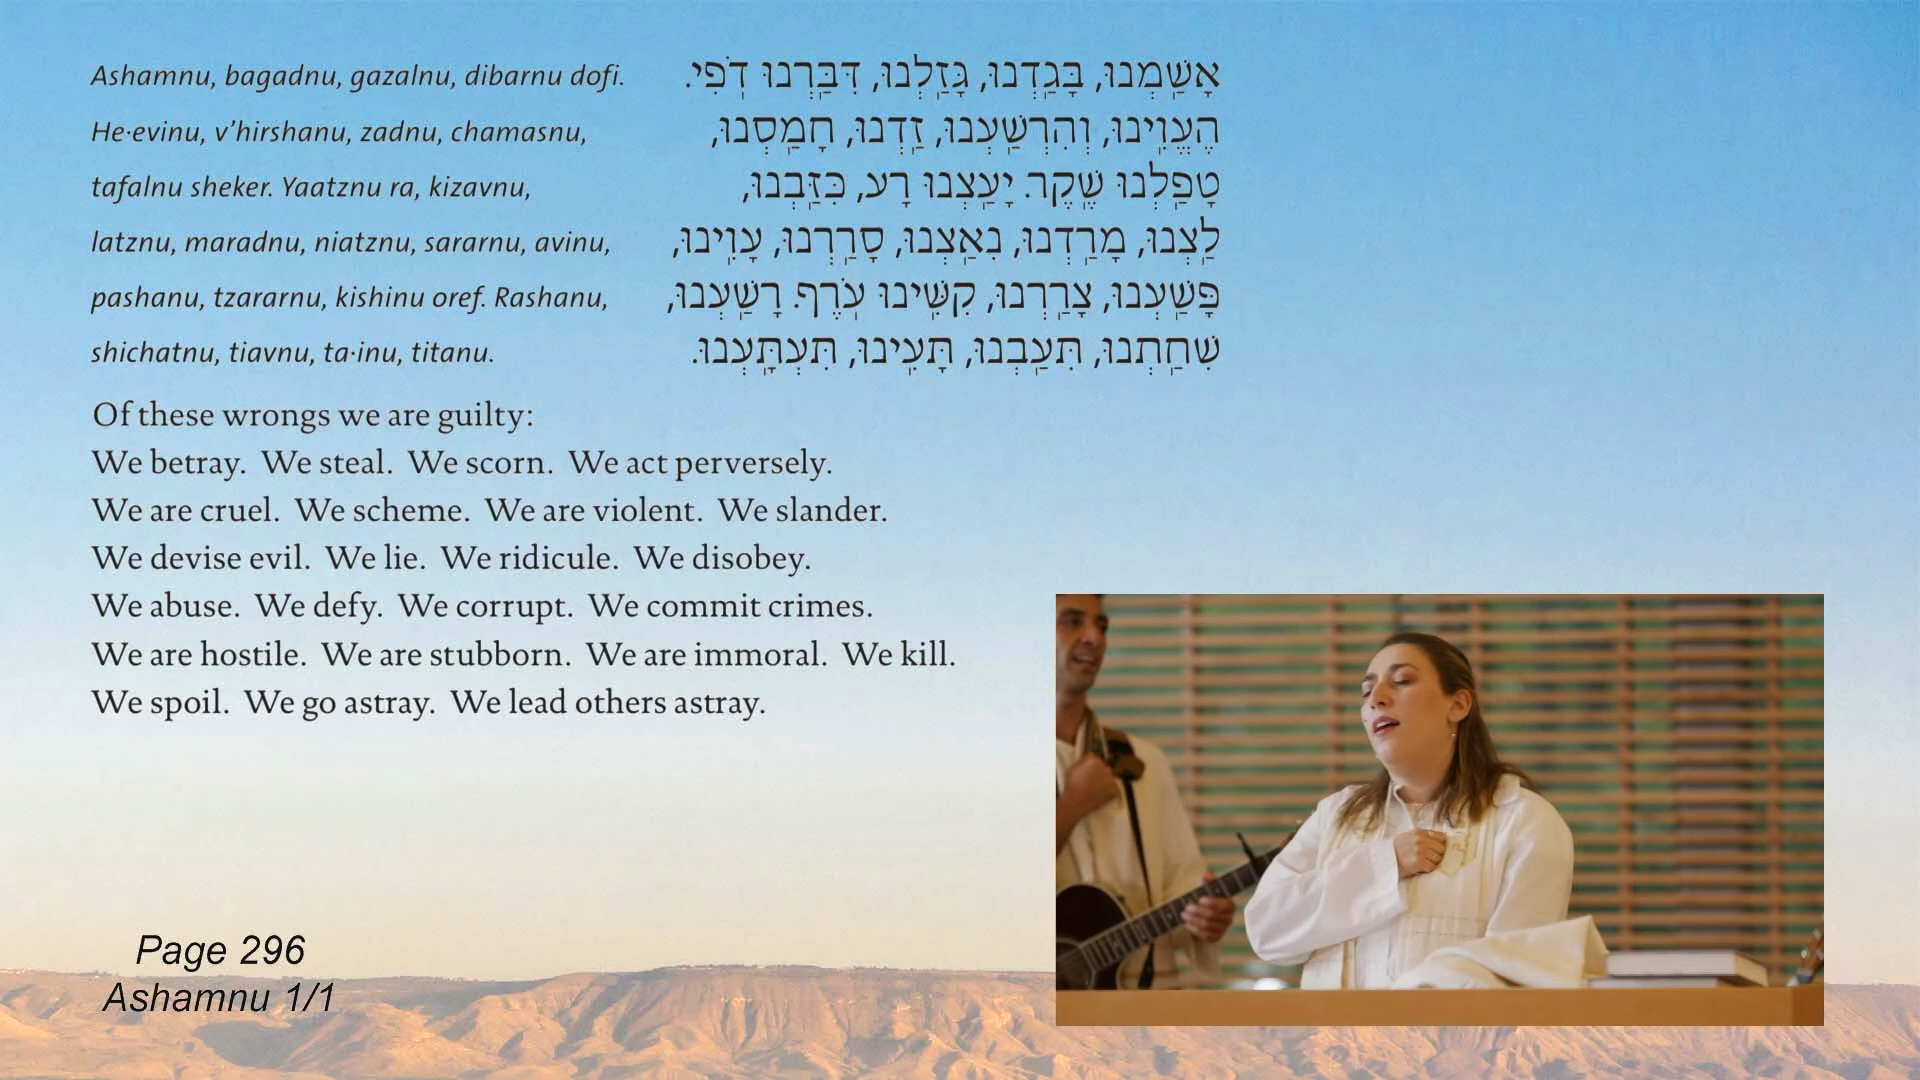 Ashamnu, bagadnu, gazalnu, dibarnu dofi.
He·evinu, v’hirshanu, zadnu, chamasnu,
tafalnu sheker. Yaatznu ra, kizavnu,
latznu, maradnu, niatznu, sararnu, avinu,
pashanu, tzararnu, kishinu oref. Rashanu,
shichatnu, tiavnu, ta·inu, titanu.
אָשַֽׁמְנוּ, בָּגַֽדְנוּ, גָּזַֽלְנוּ, דִּבַּֽרְנוּ דֹֽפִי.
הֶעֱוִֽינוּ, וְהִרְשַֽׁעְנוּ, זַֽדְנוּ, חָמַֽסְנוּ,
טָפַֽלְנוּ שֶֽׁקֶר. יָעַֽצְנוּ רָע, כִּזַּֽבְנוּ,
לַֽצְנוּ, מָרַֽדְנוּ, נִאַֽצְנוּ, סָרַֽרְנוּ, עָוִֽינוּ,
פָּשַֽׁעְנוּ, צָרַֽרְנוּ, קִשִּֽׁינוּ עֹֽרֶף. רָשַֽׁעְנוּ,
שִׁחַֽתְנוּ, תִּעַֽבְנוּ, תָּעִֽינוּ, תִּעְתָּֽעְנוּ.
Of these wrongs we are guilty:
We betray. We steal. We scorn. We act perversely.
We are cruel. We scheme. We are violent. We slander.
We devise evil. We lie. We ridicule. We disobey.
We abuse. We defy. We corrupt. We commit crimes.
We are hostile. We are stubborn. We are immoral. We kill.
We spoil. We go astray. We lead others astray.
Page 296
Ashamnu 1/1